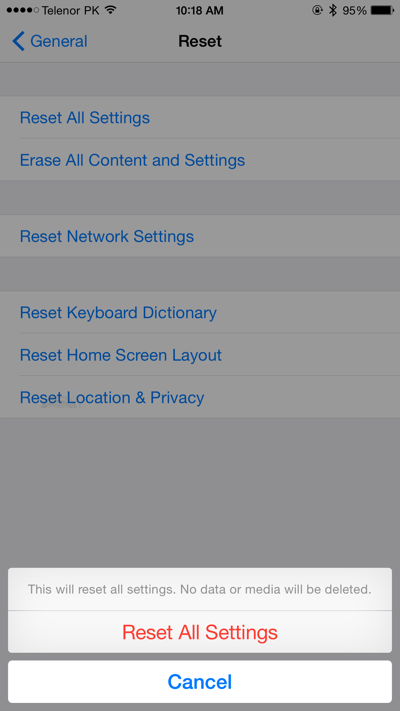 Telenor PK 10:18 AM 95%
General Reset
Reset All Settings
Erase All Content and Settings
Reset Network Settings
Reset Keyboard Dictionary
Reset Home Screen Layout
Reset Location & Privacy
This will reset all settings. No data or media will be deleted.
Reset All Settings
Cancel